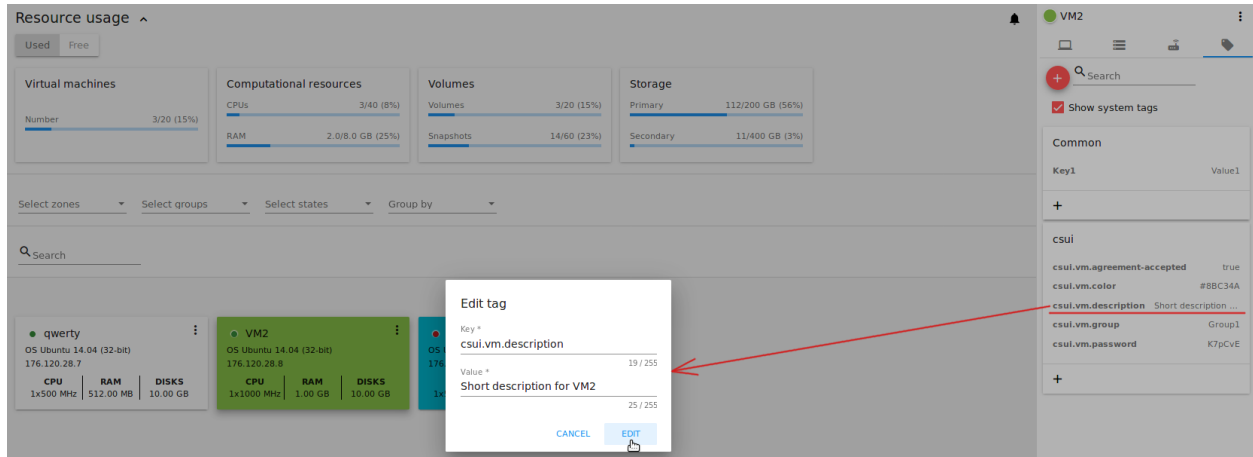 Resource usage
Used Free
Virtual machines
Number 3/20 (15%)
Computational resources
CPUs 3/40 (8%)
RAM 2.0/8.0 GB (25%)
Volumes
Volumes 3/20 (15%)
Snapshots 14/60 (23%)
Storage
Primary 112/200 GB (56%)
Secondary 11/400 GB (3%)
Select zones Select groups Select states Group by
Search
qwerty
OS Ubuntu 14.04 (32-bit)
176.120.28.7
CPU RAM DISKS
1x500 MHz 512.00 MB 10.00 GB
VM2
OS Ubuntu 14.04 (32-bit)
176.120.28.8
CPU RAM DISKS
1x1000 MHz 1.00 GB 10.00 GB
Edit tag
Key *
csui.vm.description
19 / 255
Value *
Short description for VM2
25 / 255
CANCEL EDIT
VM2
Search
Show system tags
Common
Key1 Value1
+
csui
csui.vm.agreement-accepted true
csui.vm.color #8BC34A
csui.vm.description Short description ...
csui.vm.group Group1
csui.vm.password K7pCvE
+